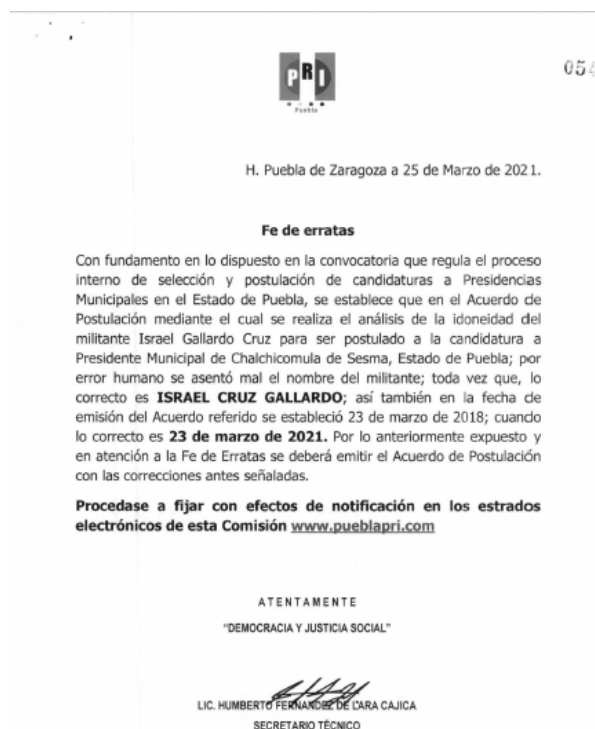 PRI
Puebla
054
H. Puebla de Zaragoza a 25 de Marzo de 2021.
Fe de erratas
Con fundamento en lo dispuesto en la convocatoria que regula el proceso
interno de selección y postulación de candidaturas a Presidencias
Municipales en el Estado de Puebla, se establece que en el Acuerdo de
Postulación mediante el cual se realiza el análisis de la idoneidad del
militante Israel Gallardo Cruz para ser postulado a la candidatura a
Presidente Municipal de Chalchicomula de Sesma, Estado de Puebla; por
error humano se asentó mal el nombre del militante; toda vez que, lo
correcto es ISRAEL CRUZ GALLARDO; así también en la fecha de
emisión del Acuerdo referido se estableció 23 de marzo de 2018; cuando
lo correcto es 23 de marzo de 2021. Por lo anteriormente expuesto y
en atención a la Fe de Erratas se deberá emitir el Acuerdo de Postulación
con las correcciones antes señaladas.
Procedase a fijar con efectos de notificación en los estrados
electrónicos de esta Comisión www.pueblapri.com
ATENTAMENTE
"DEMOCRACIA Y JUSTICIA SOCIAL"
LIC. HUMBERTO FERNANDEZ DE LARA CAJICA
SECRETARIO TÉCNICO